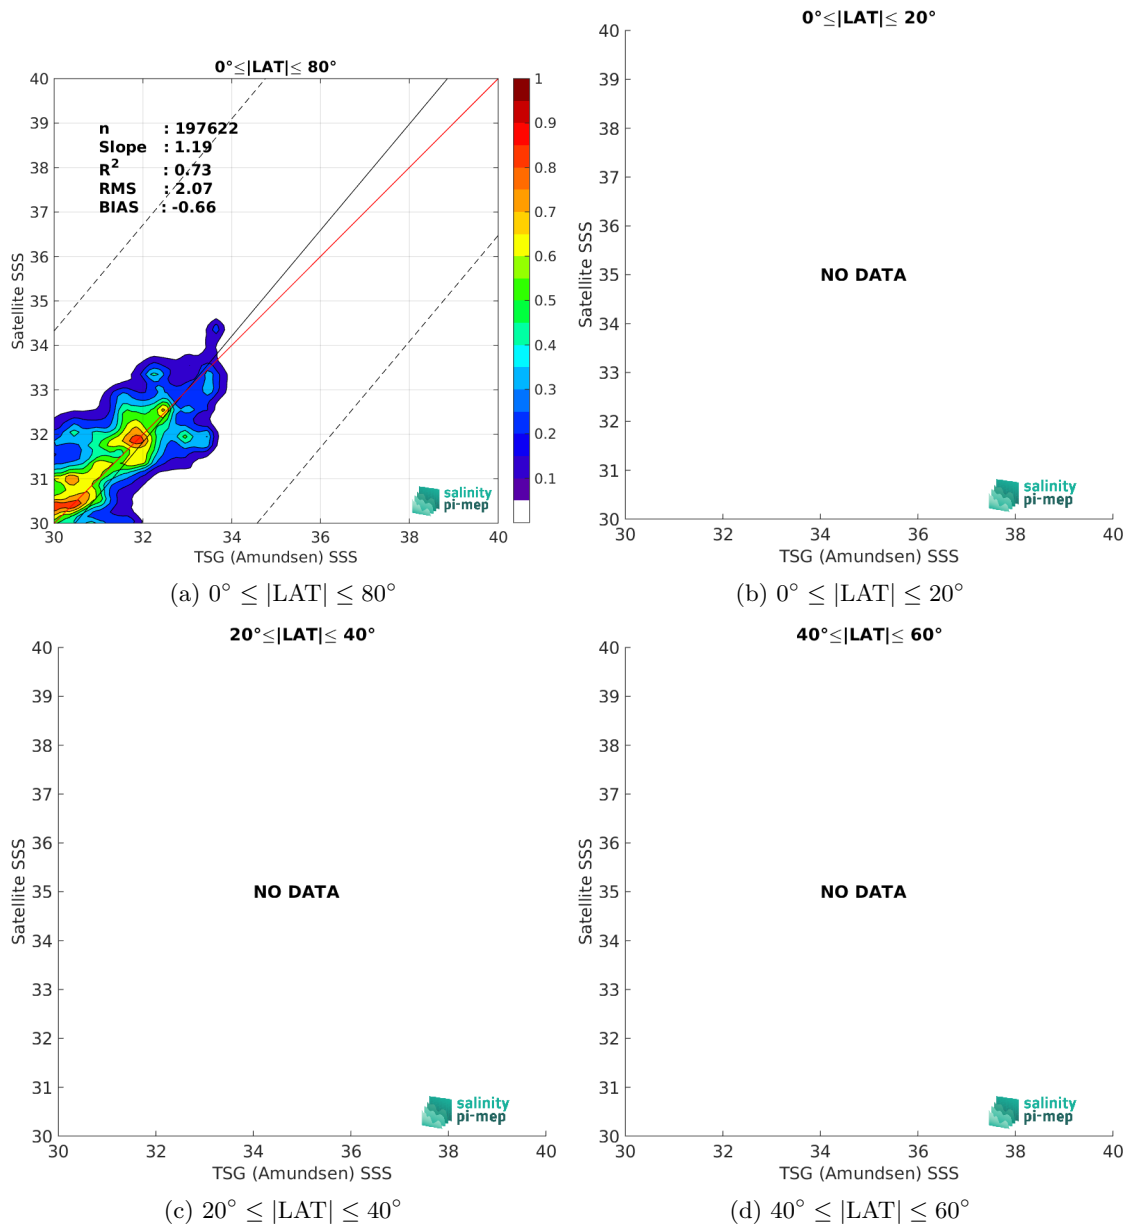 0°≤|LAT|≤ 80°
40
39
38
37
36
35
34
33
32
31
30
Satellite SSS
n : 197622
Slope : 1.19
R² : 0.73
RMS : 2.07
BIAS : -0.66
1
0.9
0.8
0.7
0.6
0.5
0.4
0.3
0.2
0.1
salinity
pi-mep
30 32 34 36 38 40
TSG (Amundsen) SSS
(a) 0° ≤ |LAT| ≤ 80°
0°≤|LAT|≤ 20°
40
39
38
37
36
35
34
33
32
31
30
Satellite SSS
NO DATA
salinity
pi-mep
30 32 34 36 38 40
TSG (Amundsen) SSS
(b) 0° ≤ |LAT| ≤ 20°
20°≤|LAT|≤ 40°
40
39
38
37
36
35
34
33
32
31
30
Satellite SSS
NO DATA
salinity
pi-mep
30 32 34 36 38 40
TSG (Amundsen) SSS
(c) 20° ≤ |LAT| ≤ 40°
40°≤|LAT|≤ 60°
40
39
38
37
36
35
34
33
32
31
30
Satellite SSS
NO DATA
salinity
pi-mep
30 32 34 36 38 40
TSG (Amundsen) SSS
(d) 40° ≤ |LAT| ≤ 60°